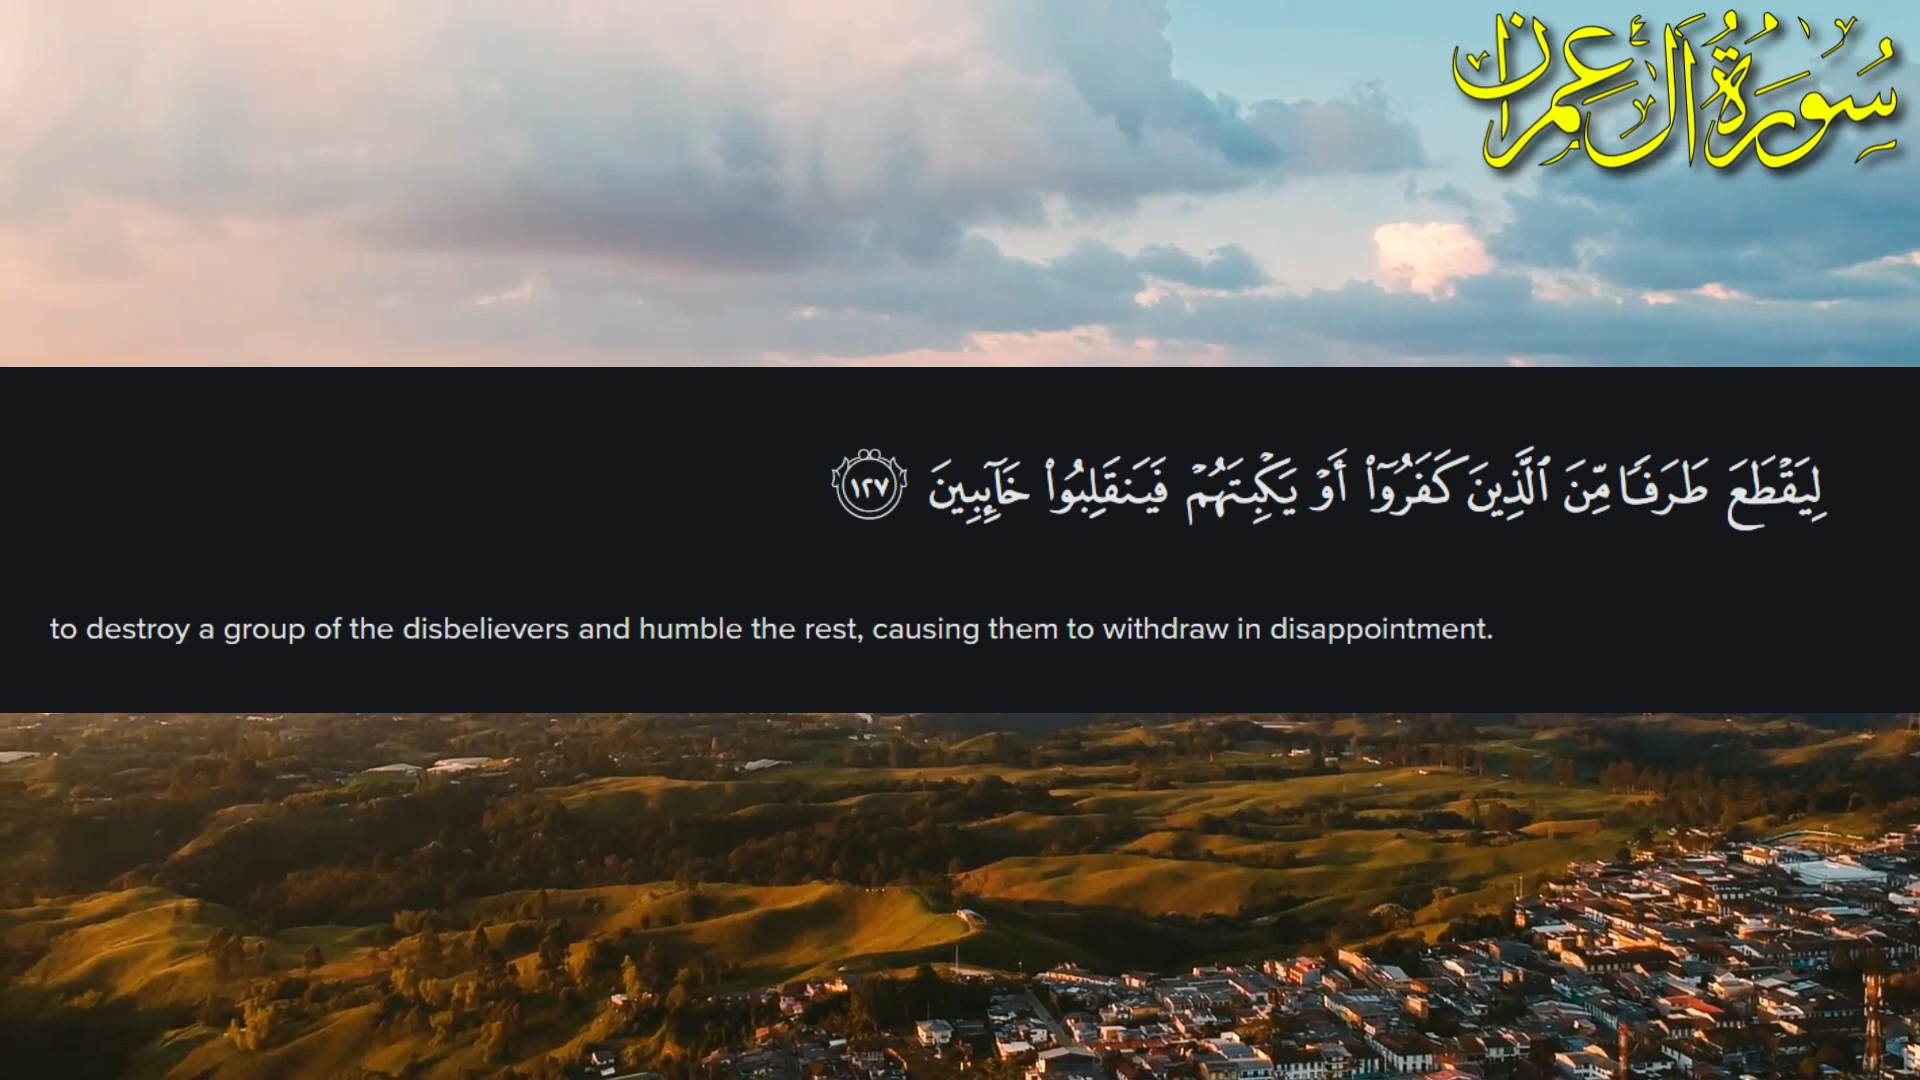 سُورَةُ آلِ عِمْرَانَ
لِيَقْطَعَ طَرَفًا مِّنَ ٱلَّذِينَ كَفَرُوٓا۟ أَوْ يَكْبِتَهُمْ فَيَنقَلِبُوا۟ خَآئِبِينَ ١٢٧
to destroy a group of the disbelievers and humble the rest, causing them to withdraw in disappointment.